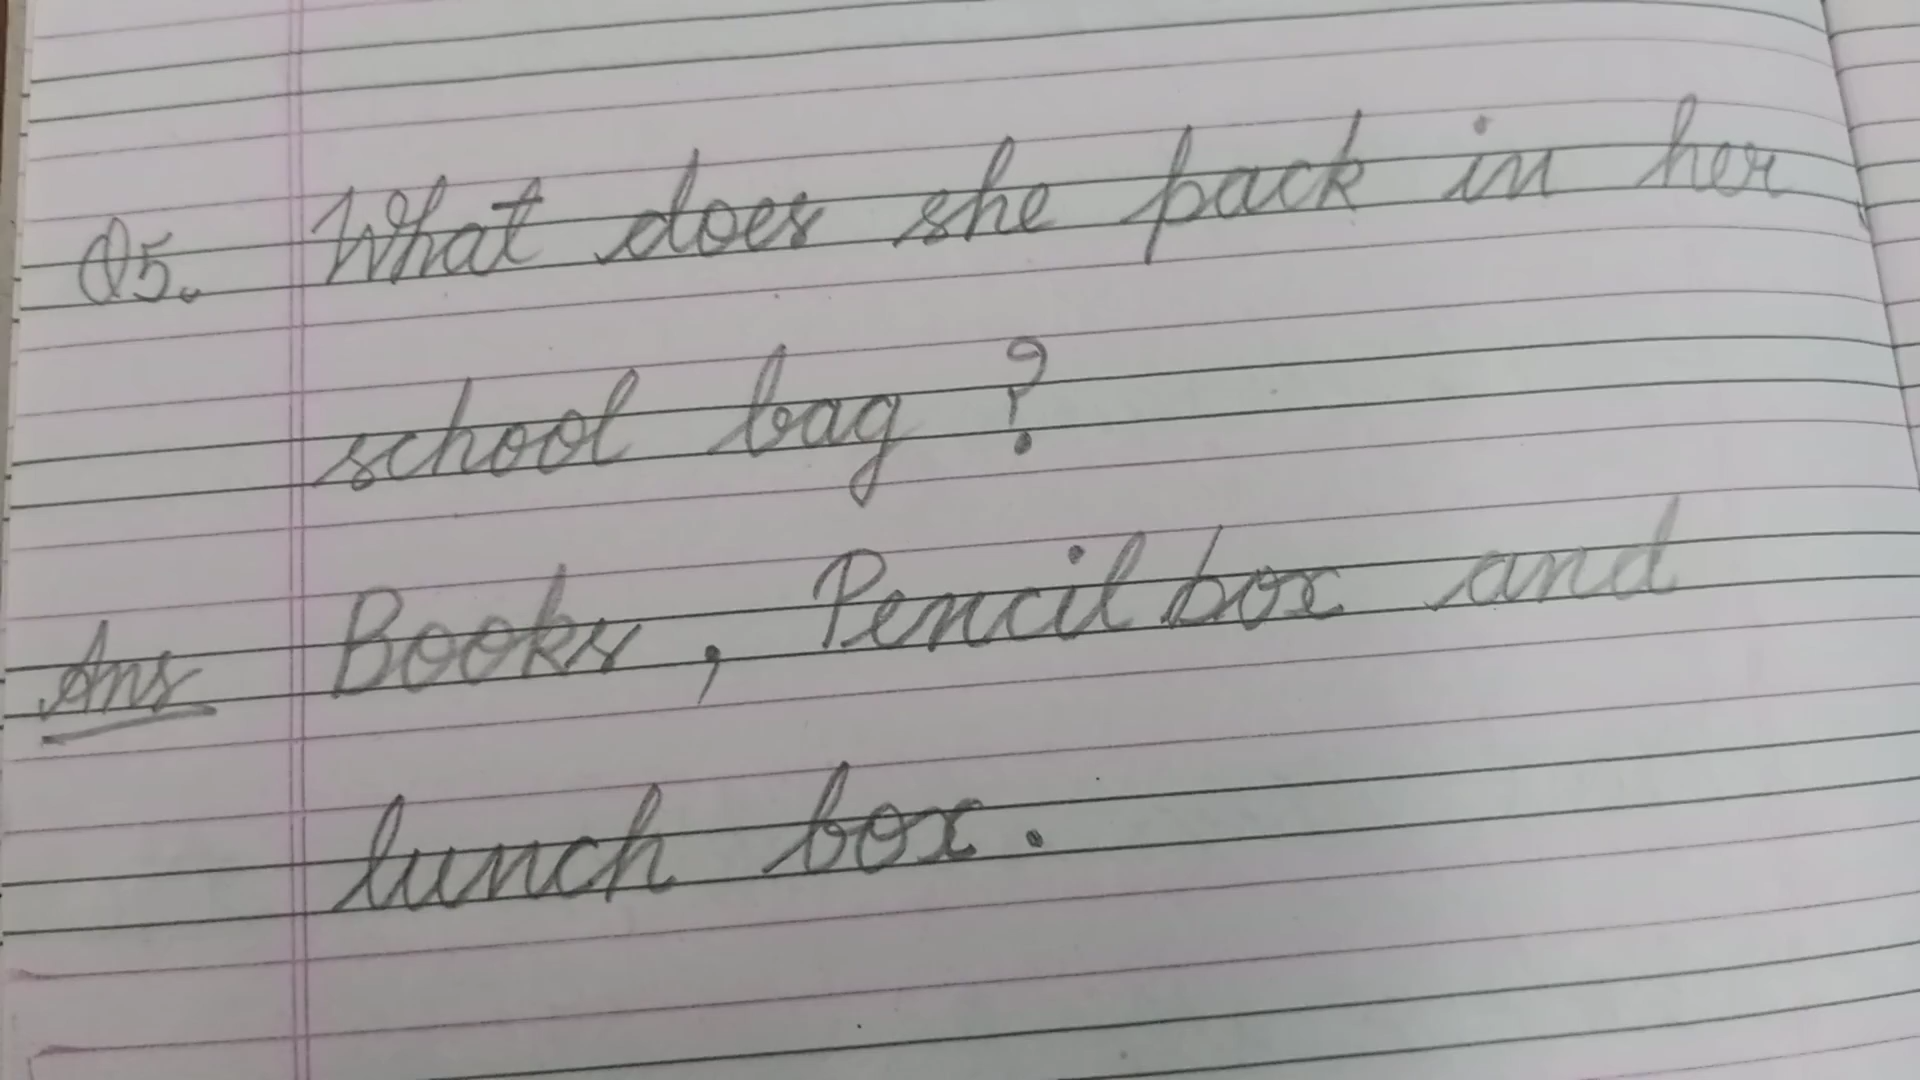 Q5. What does she pack in her
school bag ?
Ans Books, Pencil box and
lunch box.